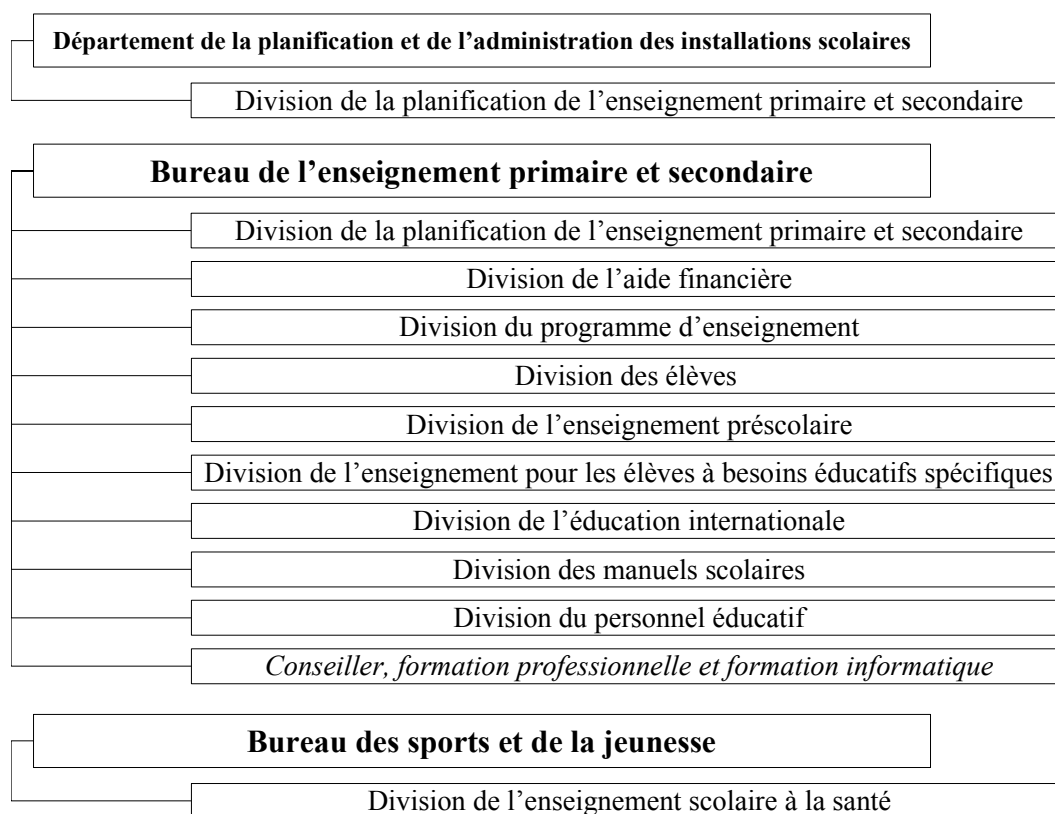 Département de la planification et de l’administration des installations scolaires
Division de la planification de l’enseignement primaire et secondaire
Bureau de l’enseignement primaire et secondaire
Division de la planification de l’enseignement primaire et secondaire
Division de l’aide financière
Division du programme d’enseignement
Division des élèves
Division de l’enseignement préscolaire
Division de l’enseignement pour les élèves à besoins éducatifs spécifiques
Division de l’éducation internationale
Division des manuels scolaires
Division du personnel éducatif
Conseiller, formation professionnelle et formation informatique
Bureau des sports et de la jeunesse
Division de l’enseignement scolaire à la santé